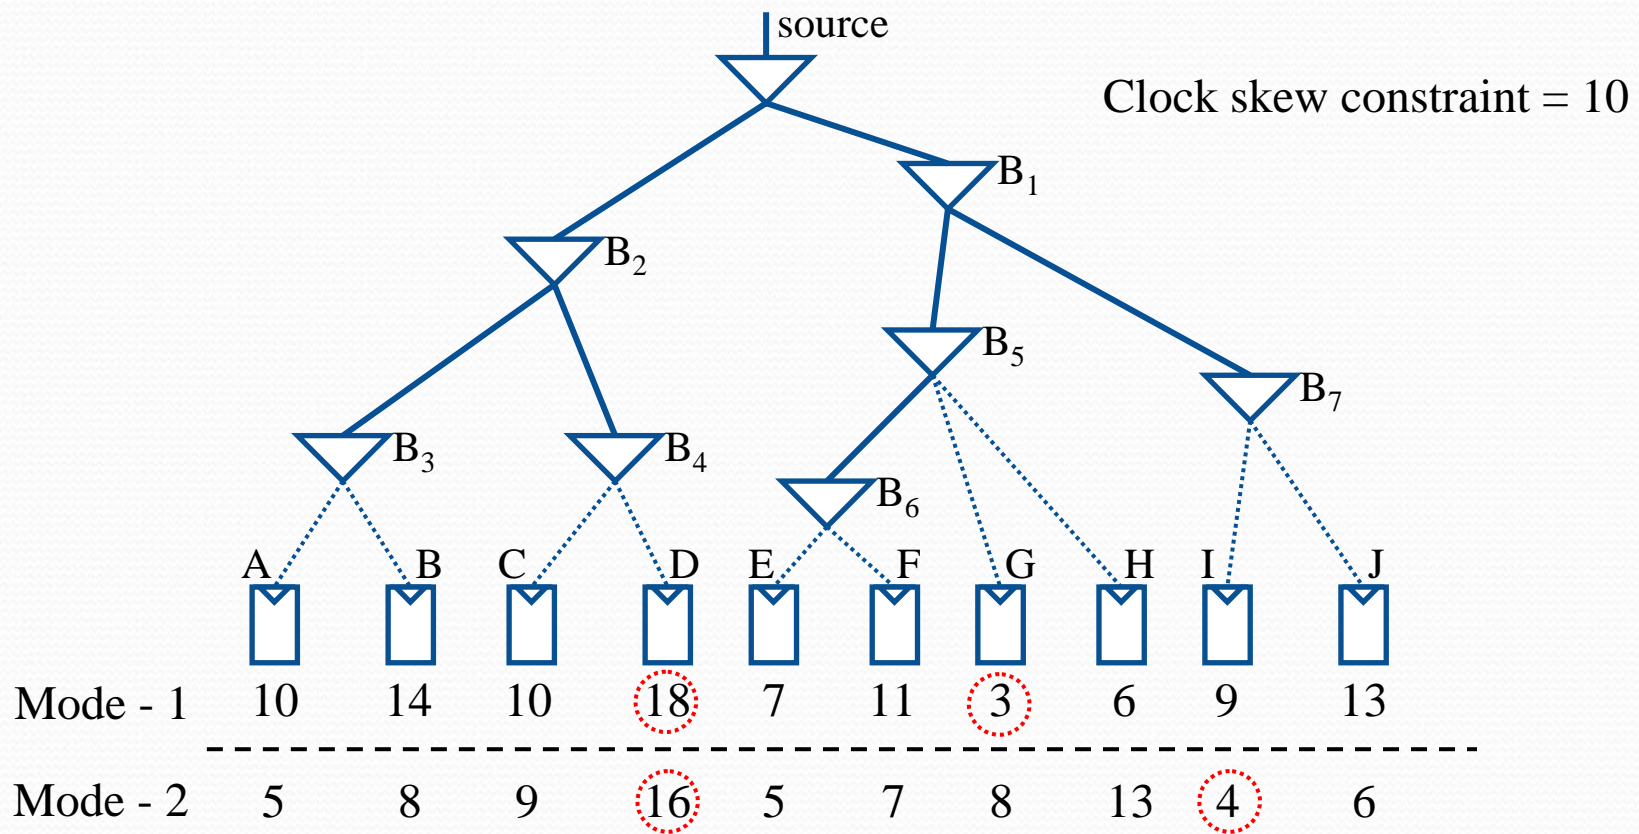 source
Clock skew constraint = 10
B1
B2
B5
B7
B3
B4
B6
A B C D E F G H I J
Mode - 1 10 14 10 18 7 11 3 6 9 13
Mode - 2 5 8 9 16 5 7 8 13 4 6